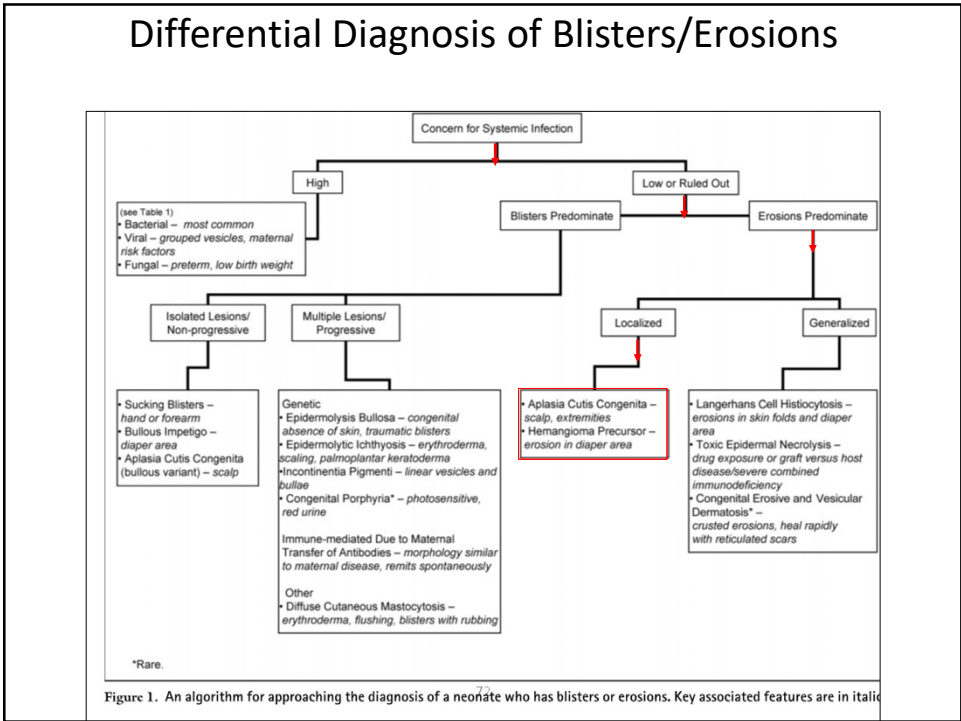 Differential Diagnosis of Blisters/Erosions
Concern for Systemic Infection
High
Low or Ruled Out
(see Table 1)
• Bacterial – most common
• Viral – grouped vesicles, maternal
risk factors
• Fungal – preterm, low birth weight
Blisters Predominate
Erosions Predominate
Isolated Lesions/
Non-progressive
Multiple Lesions/
Progressive
Localized
Generalized
• Sucking Blisters –
hand or forearm
• Bullous Impetigo –
diaper area
• Aplasia Cutis Congenita
(bullous variant) – scalp
Genetic
• Epidermolysis Bullosa – congenital
absence of skin, traumatic blisters
• Epidermolytic Ichthyosis – erythroderma,
scaling, palmoplantar keratoderma
• Incontinentia Pigmenti – linear vesicles and
bullae
• Congenital Porphyria* – photosensitive,
red urine
Immune-mediated Due to Maternal
Transfer of Antibodies – morphology similar
to maternal disease, remits spontaneously
Other
• Diffuse Cutaneous Mastocytosis –
erythroderma, flushing, blisters with rubbing
• Aplasia Cutis Congenita –
scalp, extremities
• Hemangioma Precursor –
erosion in diaper area
• Langerhans Cell Histiocytosis –
erosions in skin folds and diaper
area
• Toxic Epidermal Necrolysis –
drug exposure or graft versus host
disease/severe combined
immunodeficiency
• Congenital Erosive and Vesicular
Dermatosis* –
crusted erosions, heal rapidly
with reticulated scars
*Rare.
72
Figure 1. An algorithm for approaching the diagnosis of a neonate who has blisters or erosions. Key associated features are in italic